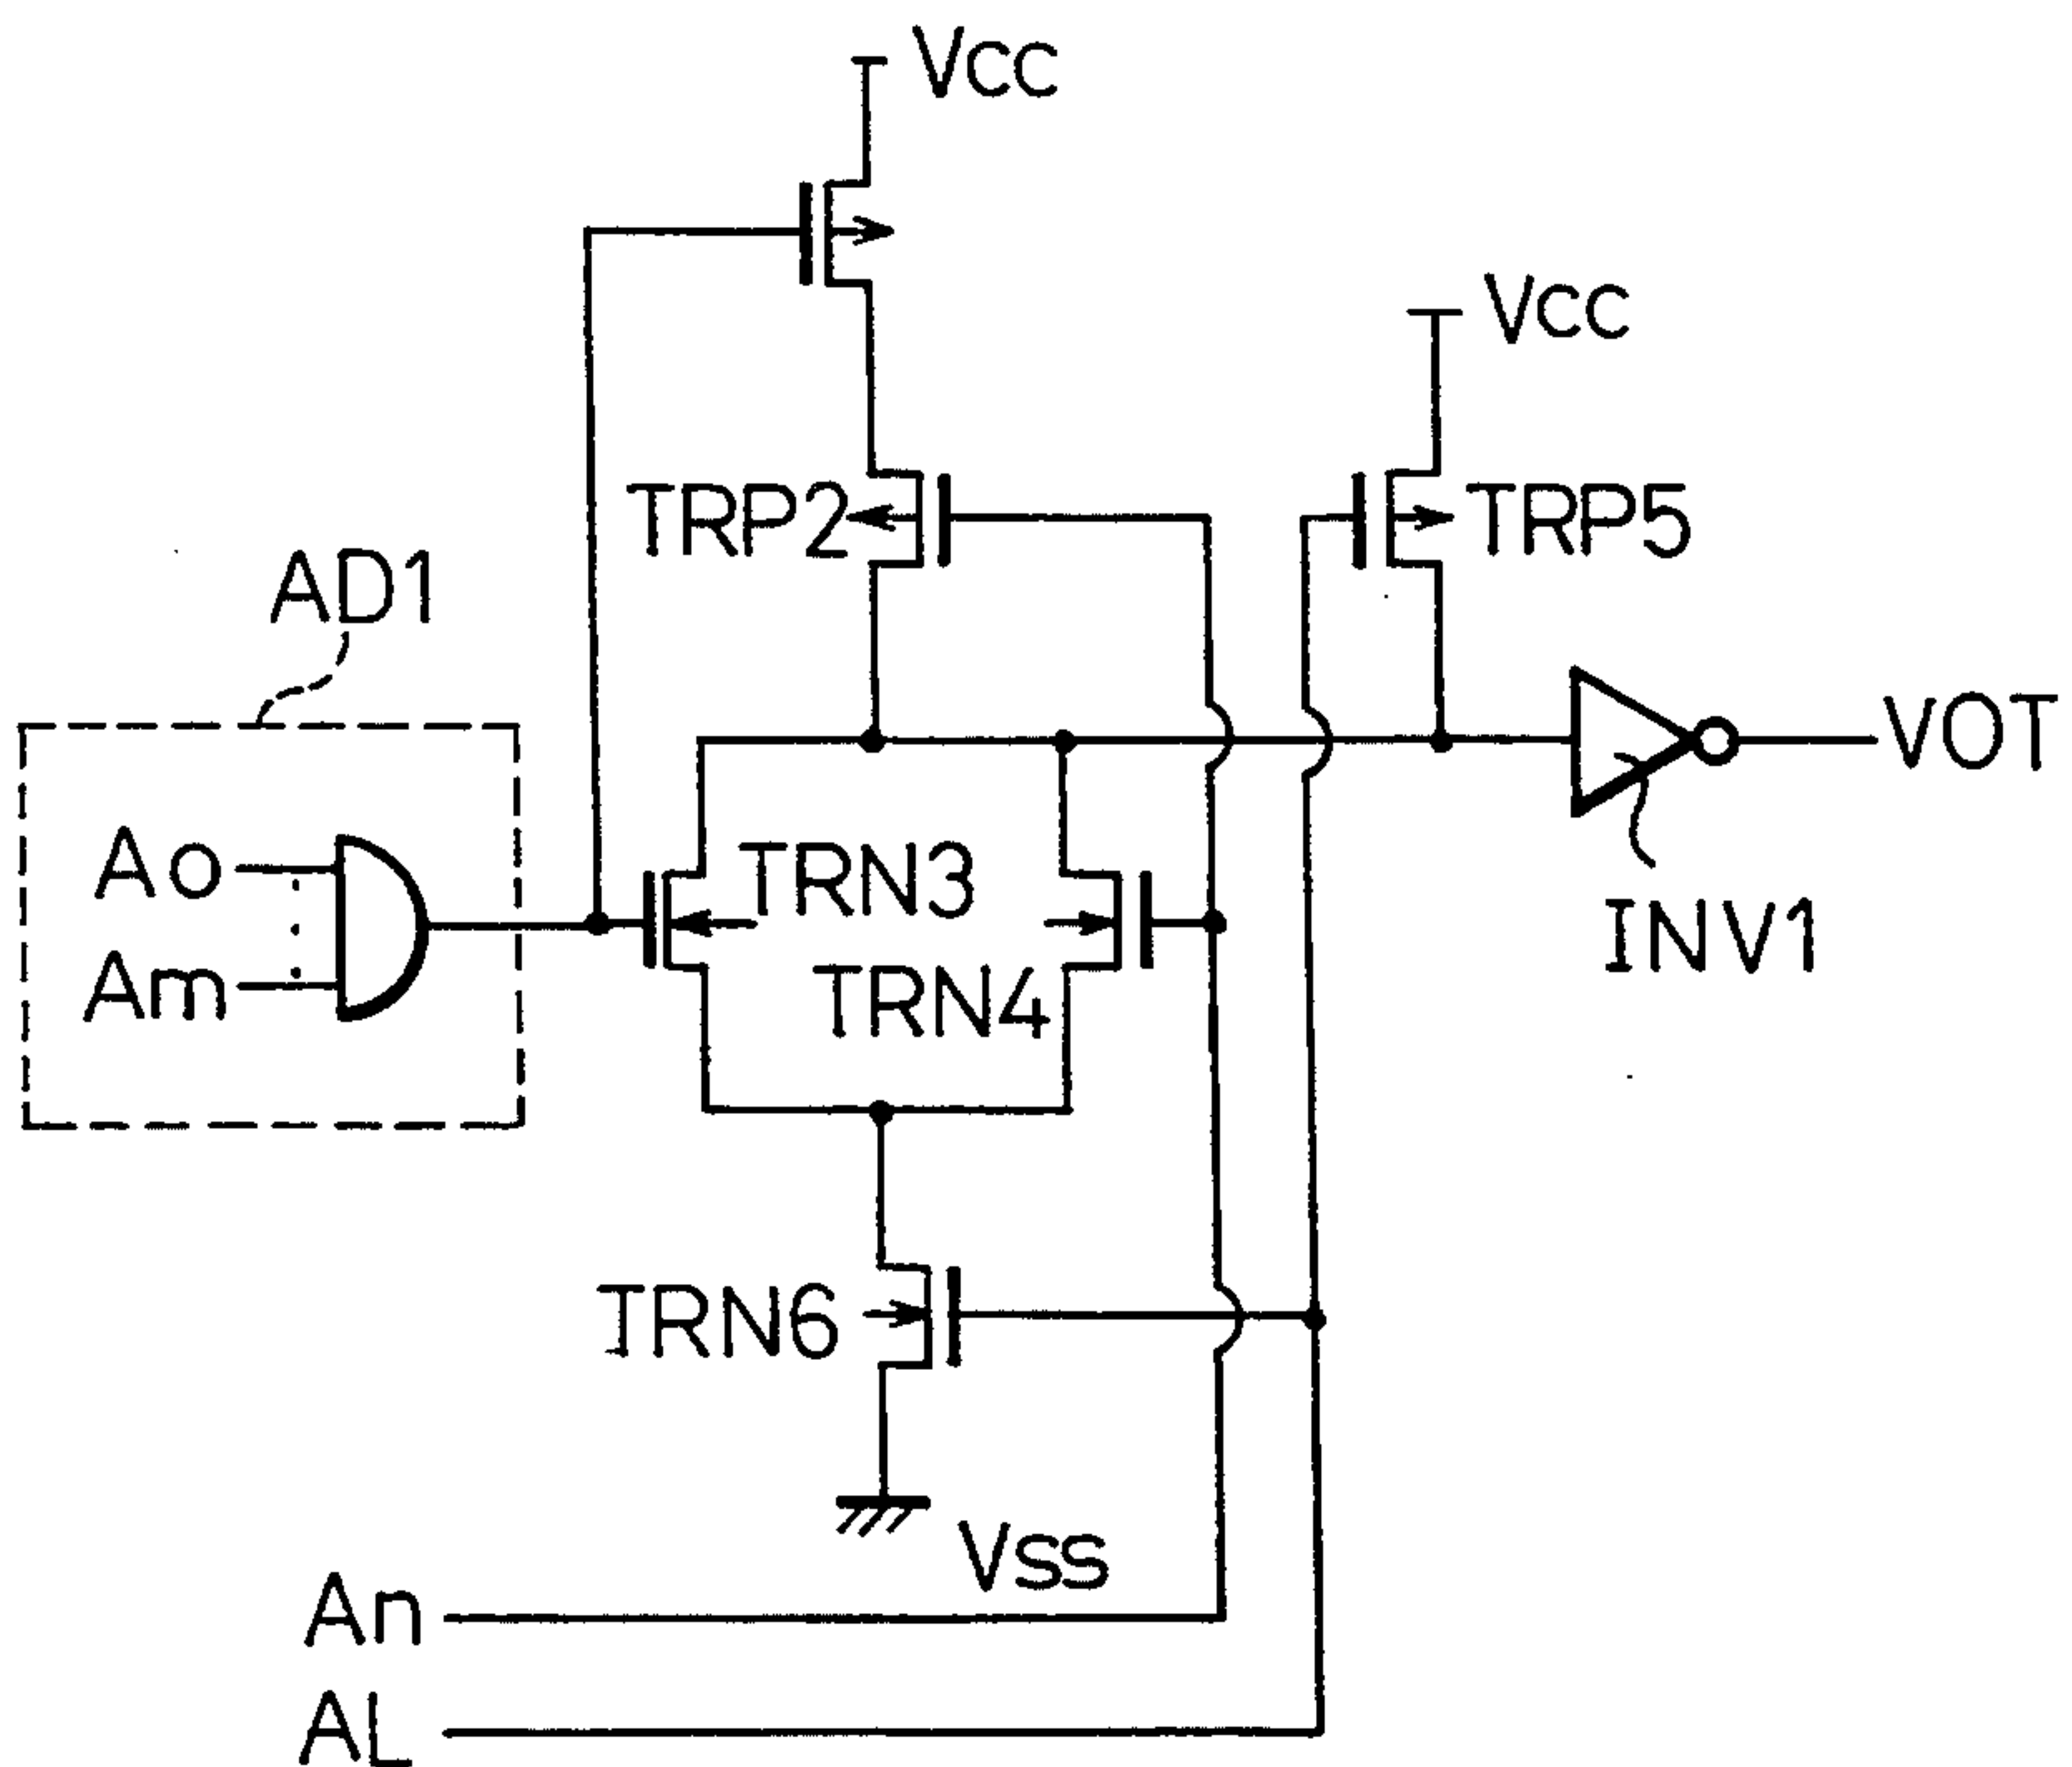 Vcc
Vcc
TRP2
TRP5
AD1
VOT
Ao
TRN3
Am
TRN4
INV1
TRN6
Vss
An
AL